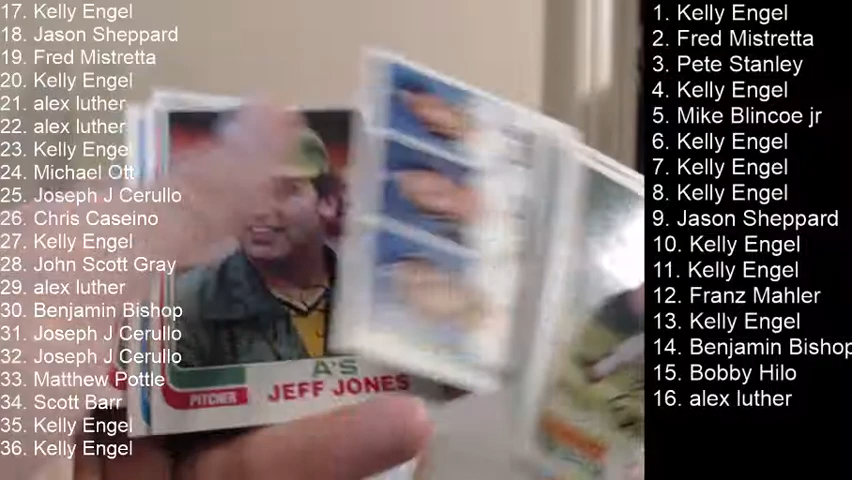 17. Kelly Engel
18. Jason Sheppard
19. Fred Mistretta
20. Kelly Engel
21. alex luther
22. alex luther
23. Kelly Engel
24. Michael Ott
25. Joseph J Cerullo
26. Chris Caseino
27. Kelly Engel
28. John Scott Gray
29. alex luther
30. Benjamin Bishop
31. Joseph J Cerullo
32. Joseph J Cerullo
33. Matthew Pottle
34. Scott Barr
35. Kelly Engel
36. Kelly Engel
A'S
PITCHER JEFF JONES
1. Kelly Engel
2. Fred Mistretta
3. Pete Stanley
4. Kelly Engel
5. Mike Blincoe jr
6. Kelly Engel
7. Kelly Engel
8. Kelly Engel
9. Jason Sheppard
10. Kelly Engel
11. Kelly Engel
12. Franz Mahler
13. Kelly Engel
14. Benjamin Bishop
15. Bobby Hilo
16. alex luther